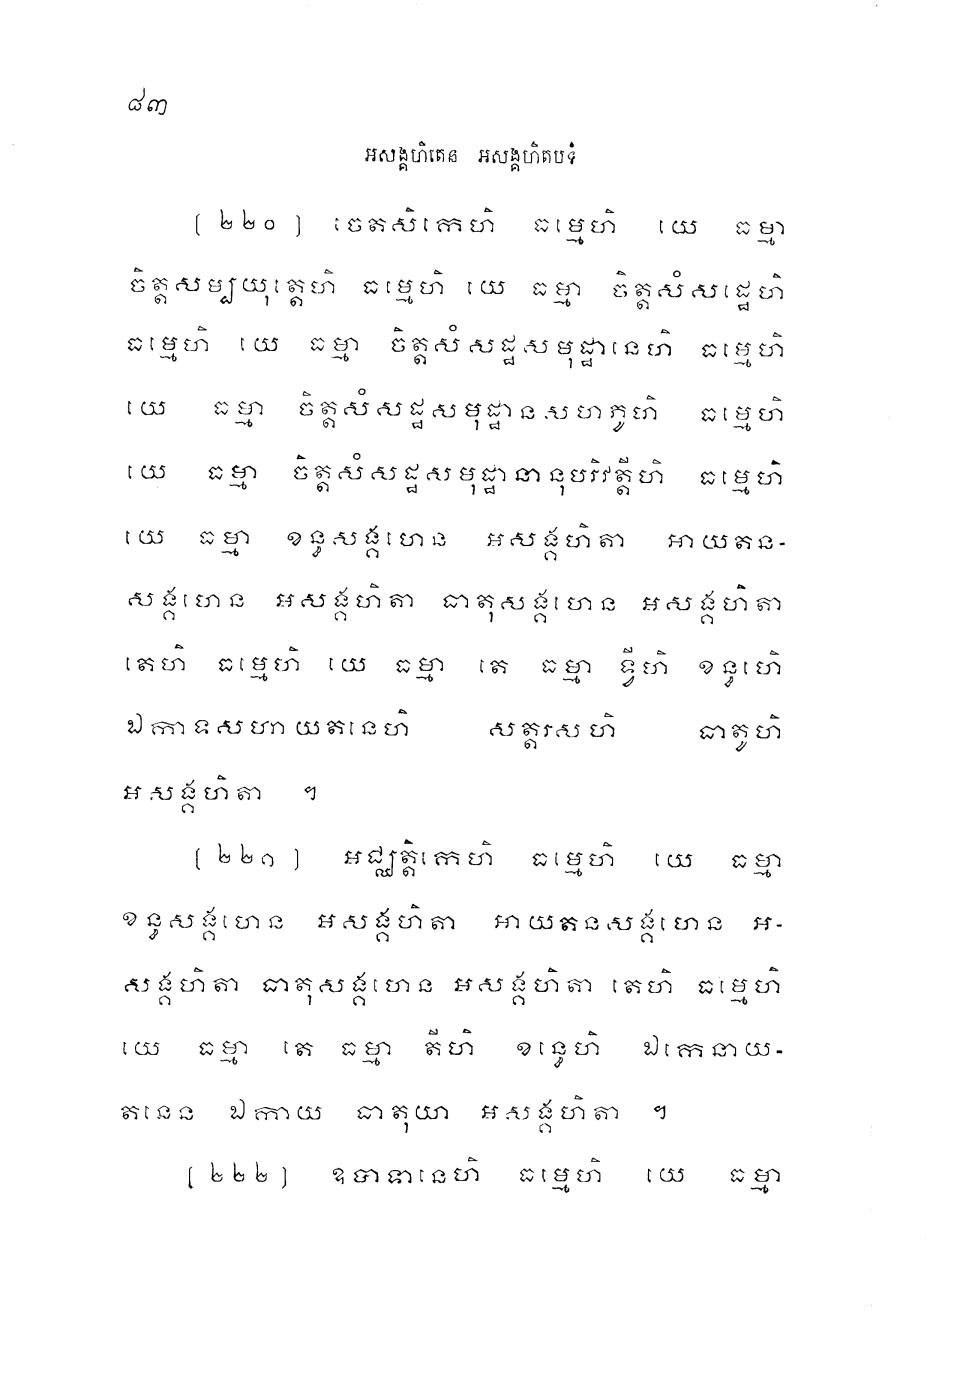 ៨៣
អសង្គហិតេន អសង្គហិតបទំ
[ ២២០ ] ចេតសិកេហិ ធម្មេហិ យេ ធម្មា
ចិត្តសម្បយុត្តេហិ ធម្មេហិ យេ ធម្មា ចិត្តសំសដ្ឋេហិ
ធម្មេហិ យេ ធម្មា ចិត្តសំសដ្ឋសមុដ្ឋានេហិ ធម្មេហិ
យេ ធម្មា ចិត្តសំសដ្ឋសមុដ្ឋានសហភូហិ ធម្មេហិ
យេ ធម្មា ចិត្តសំសដ្ឋសមុដ្ឋានានុបរិវត្តីហិ ធម្មេហិ
យេ ធម្មា ខន្ធសង្គហេន អសង្គហិតា អាយតន-
សង្គហេន អសង្គហិតា ធាតុសង្គហេន អសង្គហិតា
តេហិ ធម្មេហិ យេ ធម្មា តេ ធម្មា ទ្វីហិ ខន្ធេហិ
ឯកាទសហាយតនេហិ សត្តរសហិ ធាតូហិ
អសង្គហិតា ។
[ ២២១ ] អជ្ឈត្តិកេហិ ធម្មេហិ យេ ធម្មា
ខន្ធសង្គហេន អសង្គហិតា អាយតនសង្គហេន អ-
សង្គហិតា ធាតុសង្គហេន អសង្គហិតា តេហិ ធម្មេហិ
យេ ធម្មា តេ ធម្មា តីហិ ខន្ធេហិ ឯកេនាយ-
តនេន ឯកាយ ធាតុយា អសង្គហិតា ។
[ ២២២ ] ឧបាទានេហិ ធម្មេហិ យេ ធម្មា